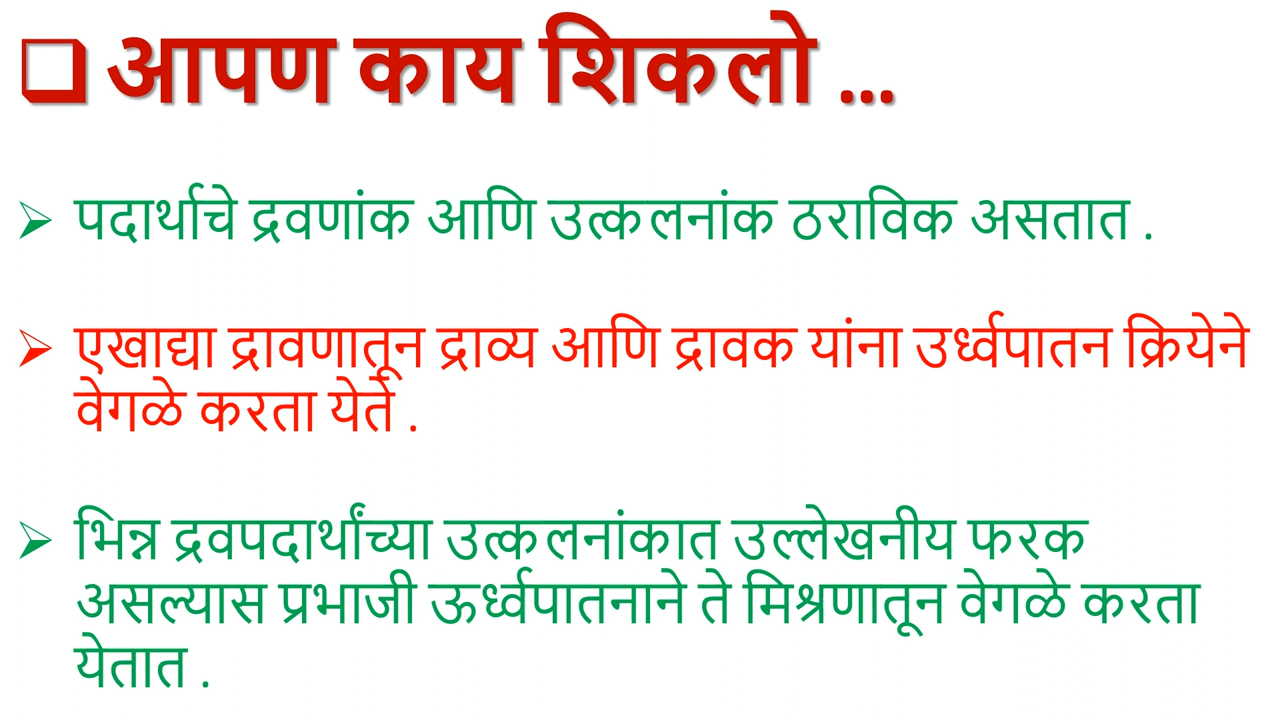 आपण काय शिकलो ...
पदार्थाचे द्रवणांक आणि उत्कलनांक ठराविक असतात .
एखाद्या द्रावणातून द्राव्य आणि द्रावक यांना उर्ध्वपातन क्रियेने
वेगळे करता येते .
भिन्न द्रवपदार्थांच्या उत्कलनांकात उल्लेखनीय फरक
असल्यास प्रभाजी ऊर्ध्वपातनाने ते मिश्रणातून वेगळे करता
येतात .